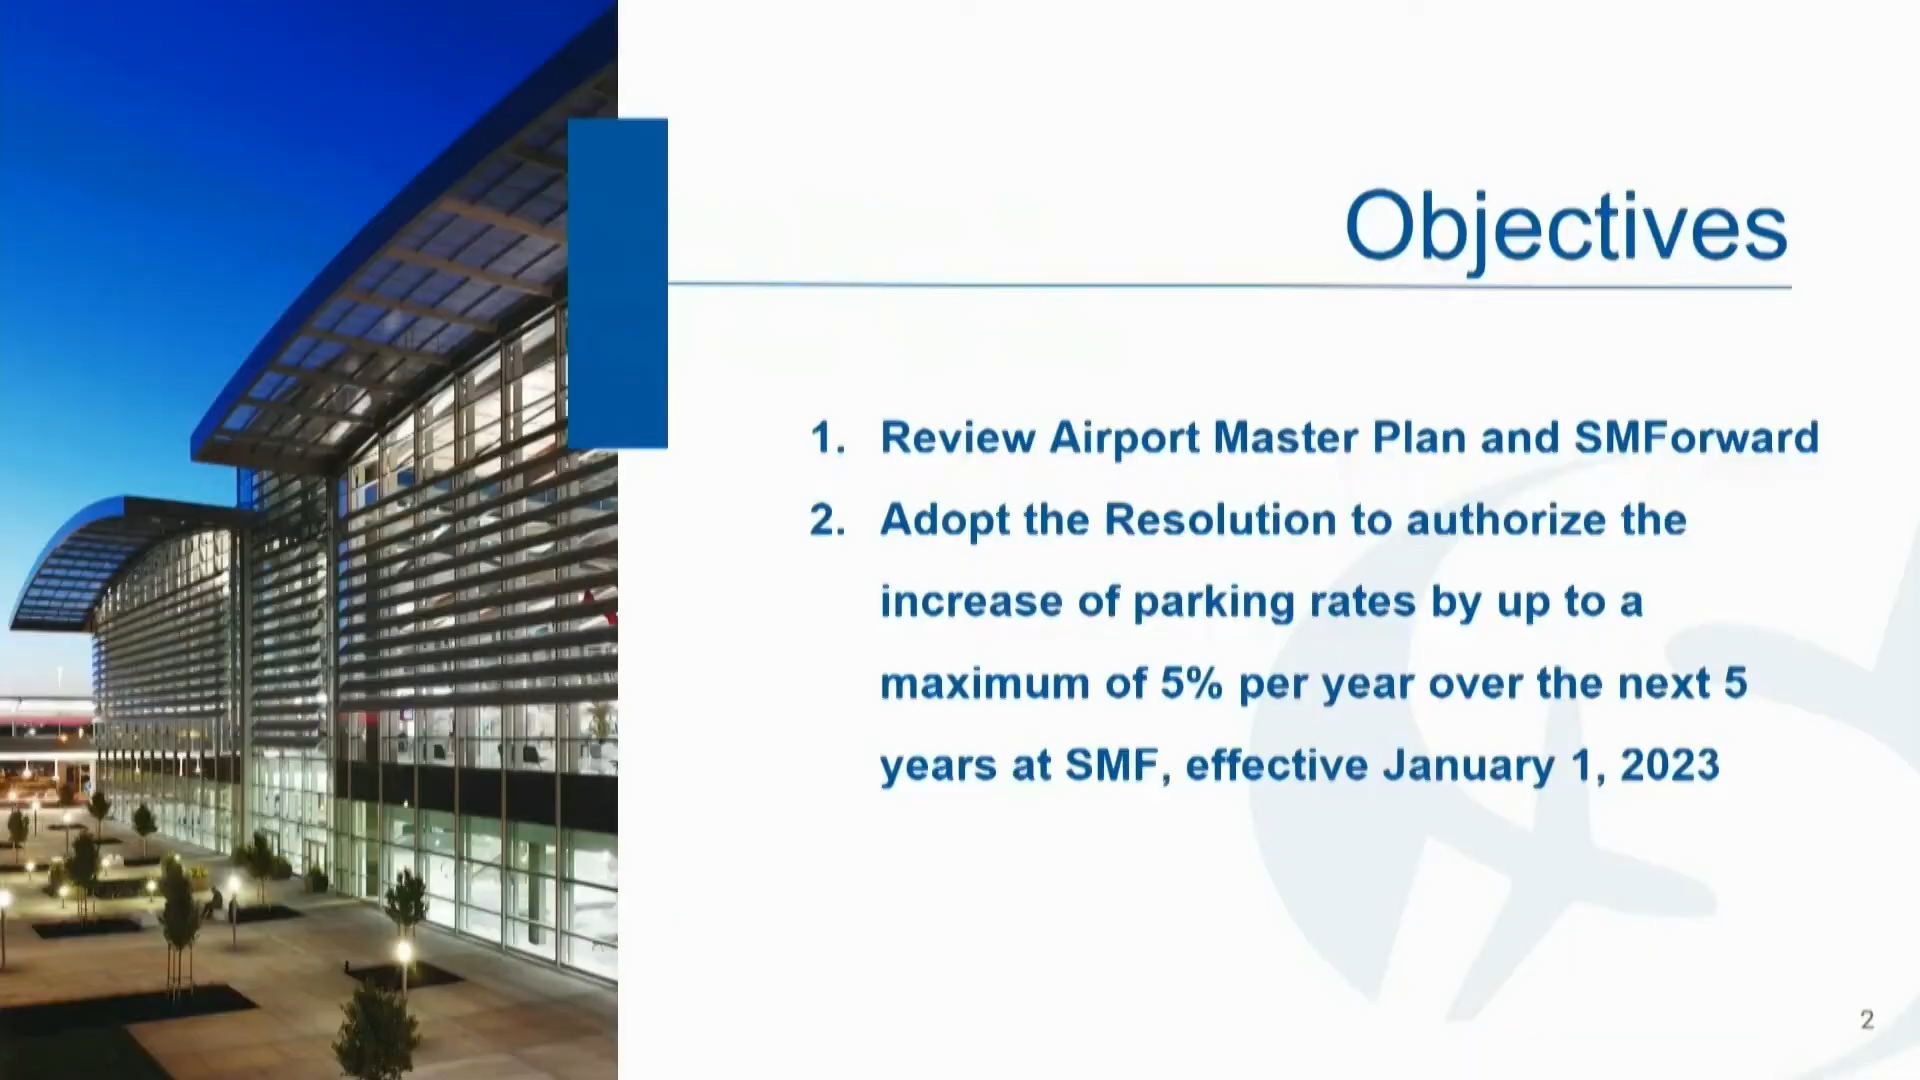 Objectives
1. Review Airport Master Plan and SMForward
2. Adopt the Resolution to authorize the
increase of parking rates by up to a
maximum of 5% per year over the next 5
years at SMF, effective January 1, 2023
2